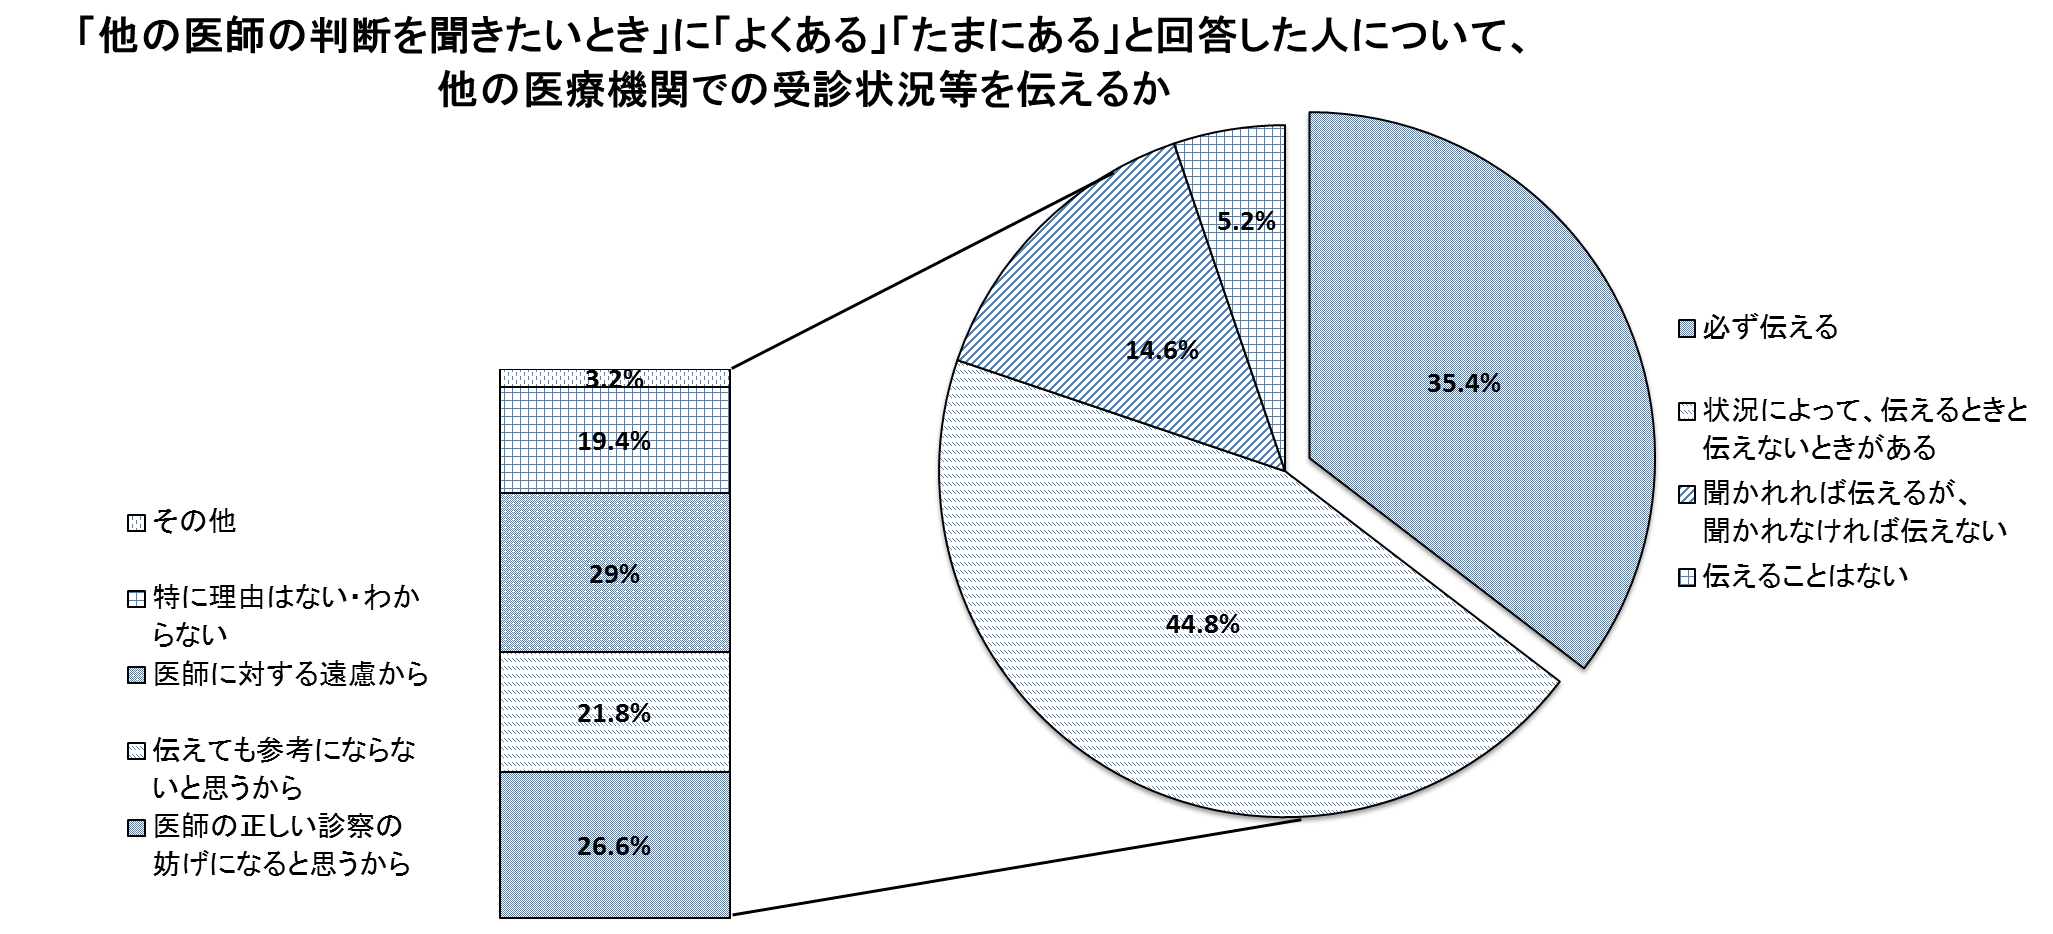 「他の医師の判断を聞きたいとき」に「よくある」「たまにある」と回答した人について、
他の医療機関での受診状況等を伝えるか
5.2%
14.6%
35.4%
44.8%
必ず伝える
状況によって、伝えるときと
伝えないときがある
聞かれれば伝えるが、
聞かれなければ伝えない
伝えることはない
3.2%
19.4%
29%
21.8%
26.6%
その他
特に理由はない・わか
らない
医師に対する遠慮から
伝えても参考にならな
いと思うから
医師の正しい診察の
妨げになると思うから